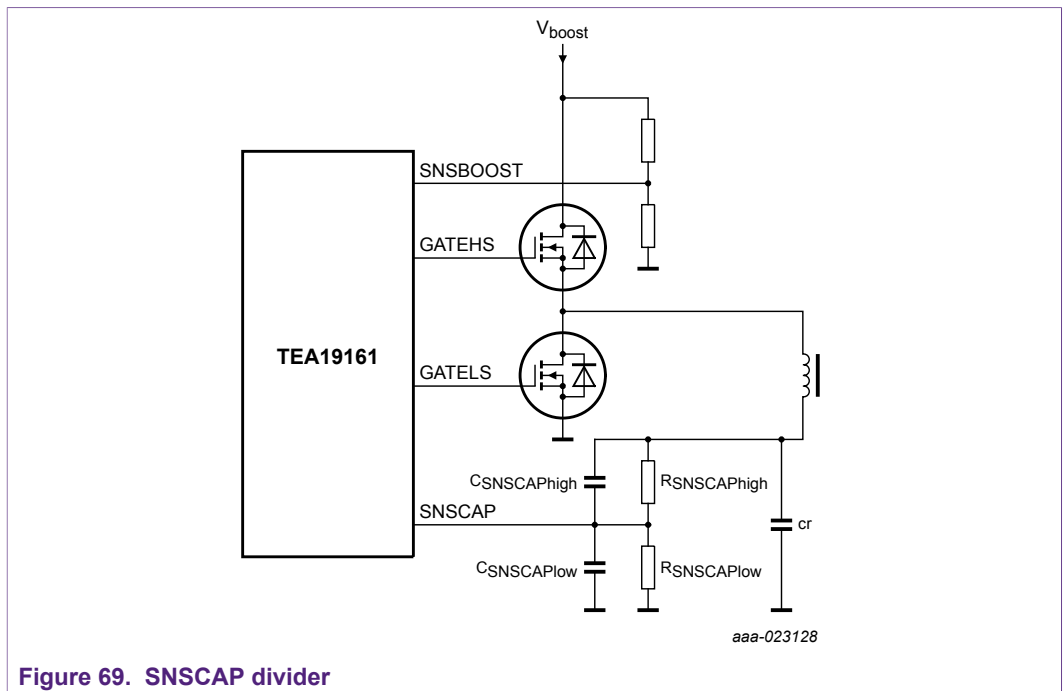 Vboost
SNSBOOST
GATEHS
TEA19161
GATELS
CSNSCAPhigh
RSNSCAPhigh
SNSCAP
cr
CSNSCAPlow
RSNSCAPlow
aaa-023128
Figure 69. SNSCAP divider